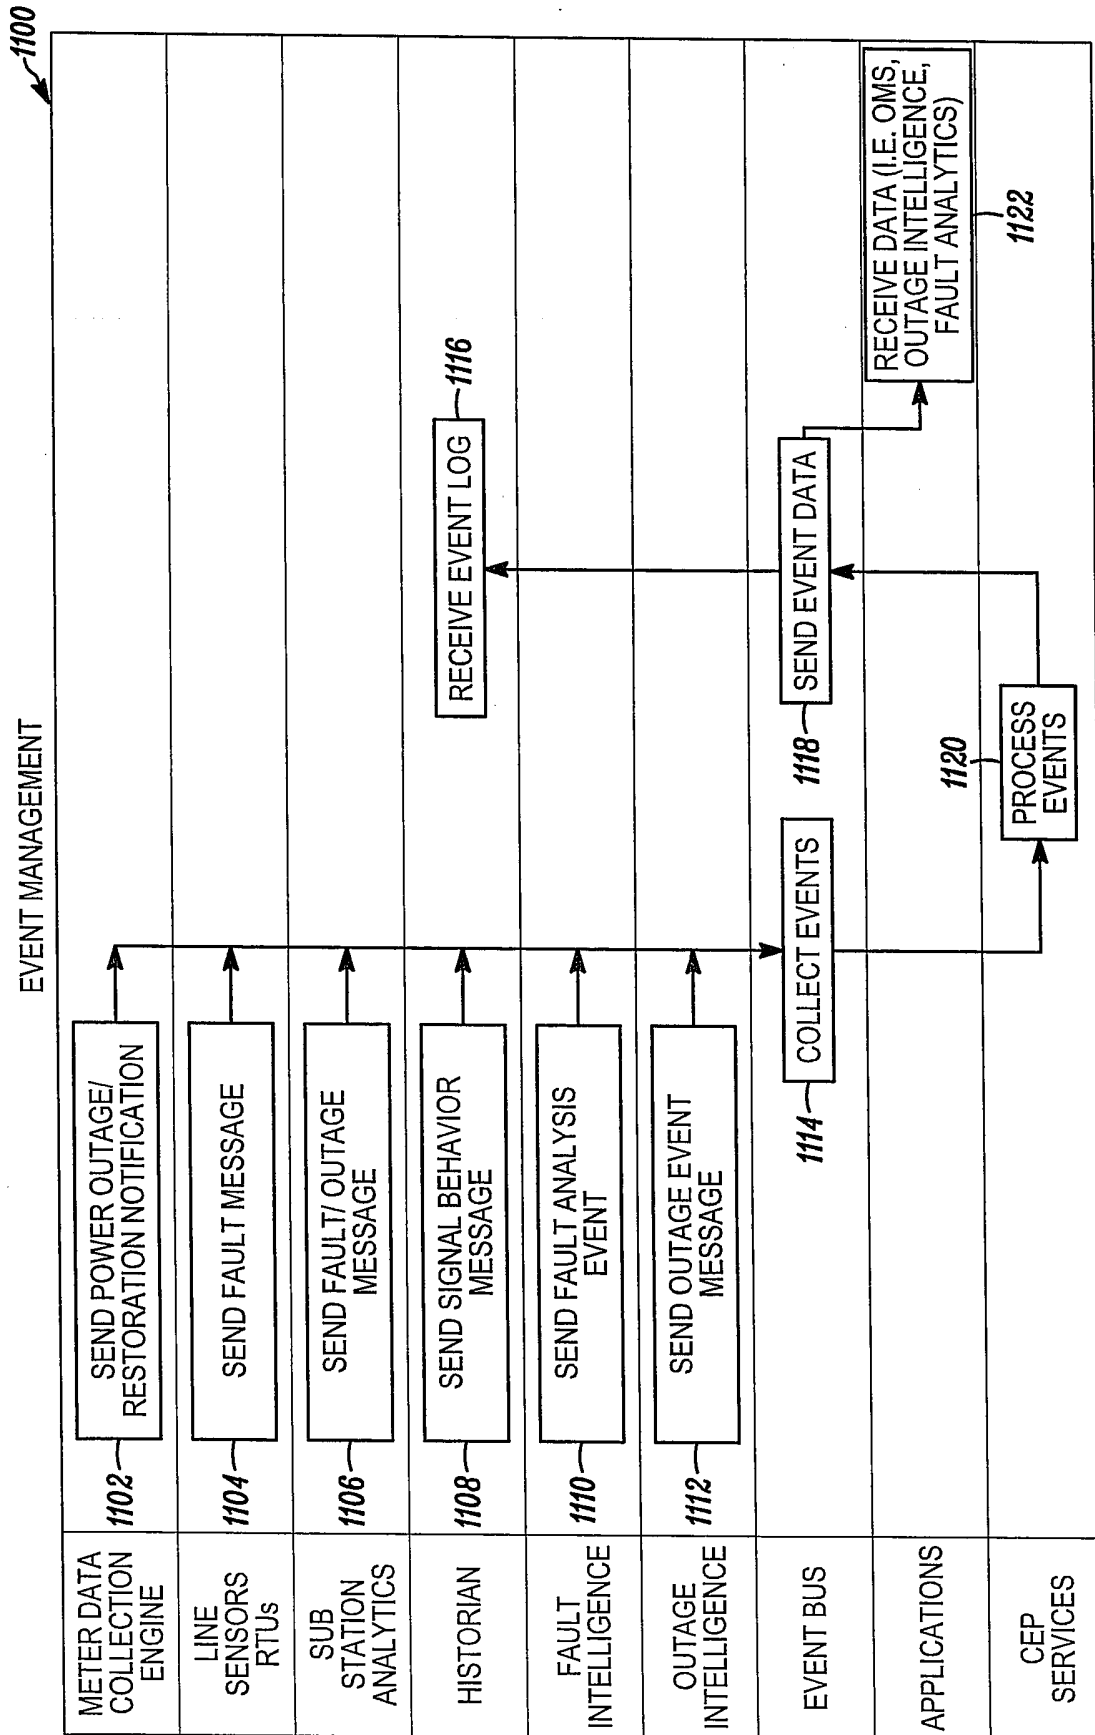 EVENT MANAGEMENT
1100
METER DATA
COLLECTION
ENGINE
1102
SEND POWER OUTAGE/
RESTORATION NOTIFICATION
LINE
SENSORS
RTUs
1104
SEND FAULT MESSAGE
SUB
STATION
ANALYTICS
1106
SEND FAULT/ OUTAGE
MESSAGE
HISTORIAN
1108
SEND SIGNAL BEHAVIOR
MESSAGE
RECEIVE EVENT LOG
1116
FAULT
INTELLIGENCE
1110
SEND FAULT ANALYSIS
EVENT
OUTAGE
INTELLIGENCE
1112
SEND OUTAGE EVENT
MESSAGE
EVENT BUS
1114
COLLECT EVENTS
1118
SEND EVENT DATA
APPLICATIONS
RECEIVE DATA (I.E. OMS,
OUTAGE INTELLIGENCE,
FAULT ANALYTICS)
1122
CEP
SERVICES
1120
PROCESS
EVENTS